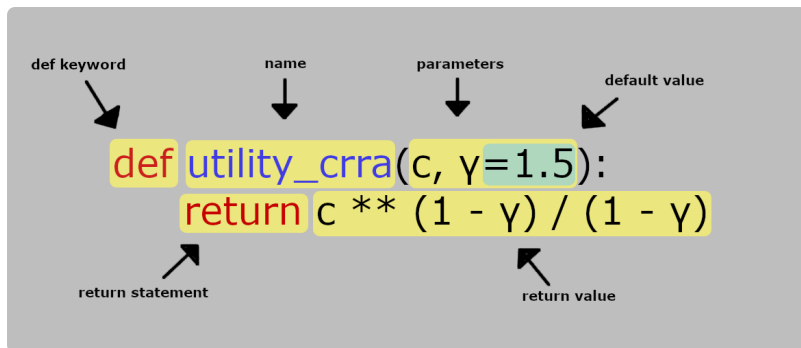 def keyword
name
parameters
default value
def utility_crra(c, γ=1.5):
return c ** (1 - γ) / (1 - γ)
return statement
return value